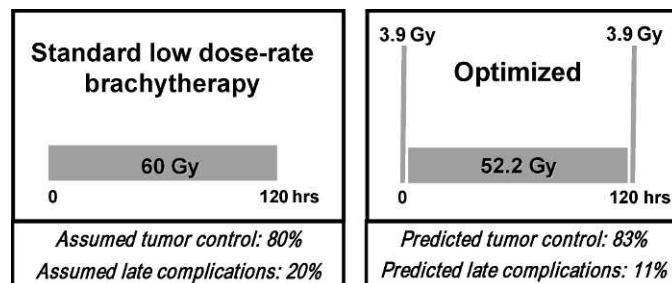 Standard low dose-rate
brachytherapy
60 Gy
0 120 hrs
Assumed tumor control: 80%
Assumed late complications: 20%
3.9 Gy 3.9 Gy
Optimized
52.2 Gy
0 120 hrs
Predicted tumor control: 83%
Predicted late complications: 11%